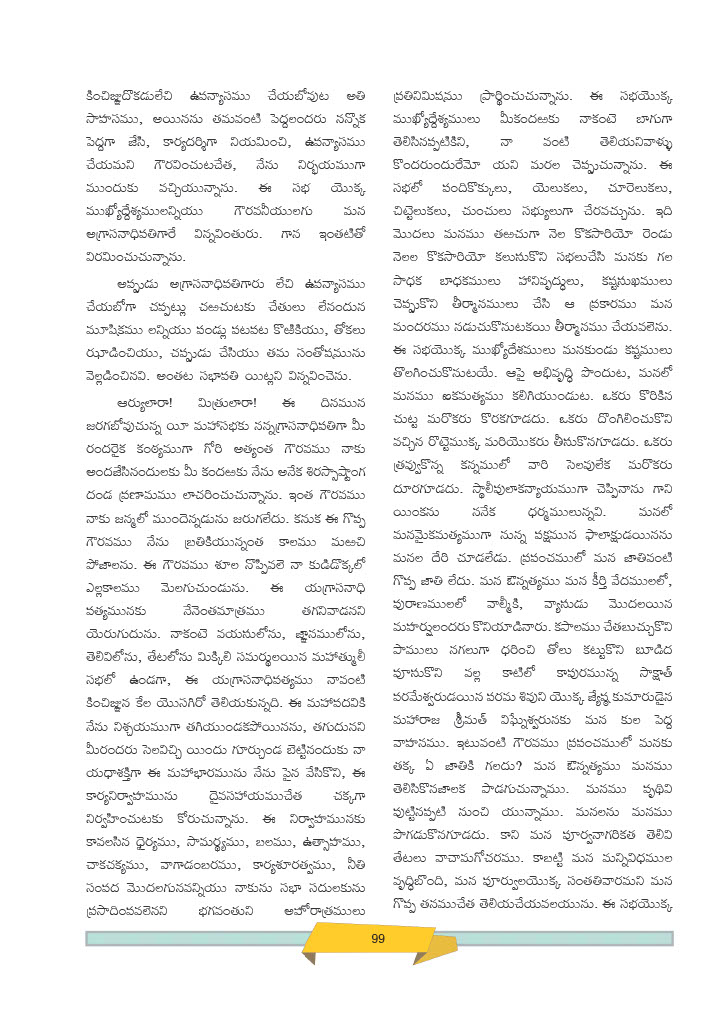 కించిజ్ఞుడొకడులేచి ఉపన్యాసము చేయబోవుట అతి
సాహసము, అయినను తమవంటి పెద్దలందరు నన్నొక
పెద్దగా జేసి, కార్యదర్శిగా నియమించి, ఉపన్యాసము
చేయమని గౌరవించుటచేత, నేను నిర్భయముగా
ముందుకు వచ్చియున్నాను. ఈ సభ యొక్క
ముఖ్యోద్దేశ్యములన్నియు గౌరవనీయులగు మన
అగ్రాసనాధిపతిగారే విన్నవింతురు. గాన ఇంతటితో
విరమించుచున్నాను.
అప్పుడు అగ్రాసనాధిపతిగారు లేచి ఉపన్యాసము
చేయబోగా చప్పట్లు చఱచుటకు చేతులు లేనందున
మూషికము లన్నియు పండ్లు పటపట కొఱికియు, తోకలు
ఝాడించియు, చప్పుడు చేసియు తమ సంతోషమును
వెల్లడించినవి. అంతట సభాపతి యిట్లని విన్నవించెను.
ఆర్యులారా! మిత్రులారా! ఈ దినమున
జరగబోవుచున్న యీ మహాసభకు నన్నగ్రాసనాధిపతిగా మీ
రందరైక కంఠ్యముగా గోరి అత్యంత గౌరవము నాకు
అందజేసినందులకు మీ కందఱకు నేను అనేక శిరస్సాష్టాంగ
దండ ప్రణామము లాచరించుచున్నాను. ఇంత గౌరవము
నాకు జన్మలో ముందెన్నడును జరుగలేదు. కనుక ఈ గొప్ప
గౌరవము నేను బ్రతికియున్నంత కాలము మఱచి
పోజాలను. ఈ గౌరవము శూల నొప్పివలె నా కుడిడొక్కలో
ఎల్లకాలము మెలగుచుండును. ఈ యగ్రాసనాధి
పత్యమునకు నేనెంతమాత్రము తగనివాడనని
యెరుగుదును. నాకంటె వయసులోను, జ్ఞానములోను,
తెలివిలోను, తేటలోను మిక్కిలి సమర్థులయిన మహాత్ములీ
సభలో ఉండగా, ఈ యగ్రాసనాధిపత్యము నావంటి
కించిజ్ఞున కేల యొసగిరో తెలియకున్నది. ఈ మహాపదవికి
నేను నిశ్చయముగా తగియుండకపోయినను, తగుదునని
మీరందరు సెలవిచ్చి యిందు గూర్చుండ బెట్టినందుకు నా
యధాశక్తిగా ఈ మహాభారమును నేను పైన వేసికొని, ఈ
కార్యనిర్వాహమును దైవసహాయముచేత చక్కగా
నిర్వహించుటకు కోరుచున్నాను. ఈ నిర్వాహమునకు
కావలసిన ధైర్యము, సామర్థ్యము, బలము, ఉత్సాహము,
చాకచక్యము, వాగాడంబరము, కార్యశూరత్వము, నీతి
సంపద మొదలగునవన్నియు నాకును సభా సదులకును
ప్రసాదింపవలెనని భగవంతుని అహోరాత్రములు
ప్రతినిమిషము ప్రార్థించుచున్నాను. ఈ సభయొక్క
ముఖ్యోద్దేశ్యములు మీకందఱకు నాకంటె బాగుగా
తెలిసినప్పటికిని, నా వంటి తెలియనివాళ్ళు
కొందరుందురేమో యని మరల చెప్పుచున్నాను. ఈ
సభలో పందికొక్కులు, యెలుకలు, చూరెలుకలు,
చిట్టెలుకలు, చుంచులు సభ్యులుగా చేరవచ్చును. ఇది
మొదలు మనము తఱచుగా నెల కొకసారియో రెండు
నెలల కొకసారియో కలుసుకొని సభలుచేసి మనకు గల
సాధక బాధకములు హానివృద్ధులు, కష్టసుఖములు
చెప్పుకొని తీర్మానములు చేసి ఆ ప్రకారము మన
మందరము నడుచుకొనుటకయి తీర్మానము చేయవలెను.
ఈ సభయొక్క ముఖ్యోదేశములు మనకుండు కష్టములు
తొలగించుకొనుటయే. ఆపై ఆభివృద్ధి పొందుట, మనలో
మనము ఐకమత్యము కలిగియుండుట. ఒకరు కొరికిన
చుట్ట మరొకరు కొరకగూడదు. ఒకరు దొంగిలించుకొని
వచ్చిన రొట్టెముక్క మరియొకరు తీసుకొనగూడదు. ఒకరు
త్రవ్వుకొన్న కన్నములో వారి సెలవులేక మరొకరు
దూరగూడదు. స్థాలీపులాకన్యాయముగా చెప్పినాను గాని
యింకను ననేక ధర్మములున్నవి. మనలో
మనమైకమత్యముగా నున్న పక్షమున ఫాలాక్షుడయినను
మనల దేరి చూడలేడు. ప్రపంచములో మన జాతివంటి
గొప్ప జాతి లేదు. మన ఔన్నత్యము మన కీర్తి వేదములలో,
పురాణములలో వాల్మీకి, వ్యాసుడు మొదలయిన
మహర్షులందరు కొనియాడినారు. కపాలము చేతబుచ్చుకొని
పాములు నగలుగా ధరించి తోలు కట్టుకొని బూడిద
పూసుకొని వల్ల కాటిలో కాపురమున్న సాక్షాత్
పరమేశ్వరుడయిన పరమ శివుని యొక్క జ్యేష్ఠ కుమారుడైన
మహారాజ శ్రీమత్ విఘ్నేశ్వరునకు మన కుల పెద్ద
వాహనము. ఇటువంటి గౌరవము ప్రపంచములో మనకు
తక్క ఏ జాతికి గలదు? మన ఔన్నత్యము మనము
తెలిసికొనజాలక పాడగుచున్నాము. మనము పృథివి
పుట్టినప్పటి నుంచి యున్నాము. మనలను మనము
పొగడుకొనగూడదు. కాని మన పూర్వనాగరికత తెలివి
తేటలు వాచామగోచరము. కాబట్టి మన మన్నివిధముల
వృద్ధిబొంది, మన పూర్వులయొక్క సంతతివారమని మన
గొప్ప తనముచేత తెలియచేయవలయును. ఈ సభయొక్క
99